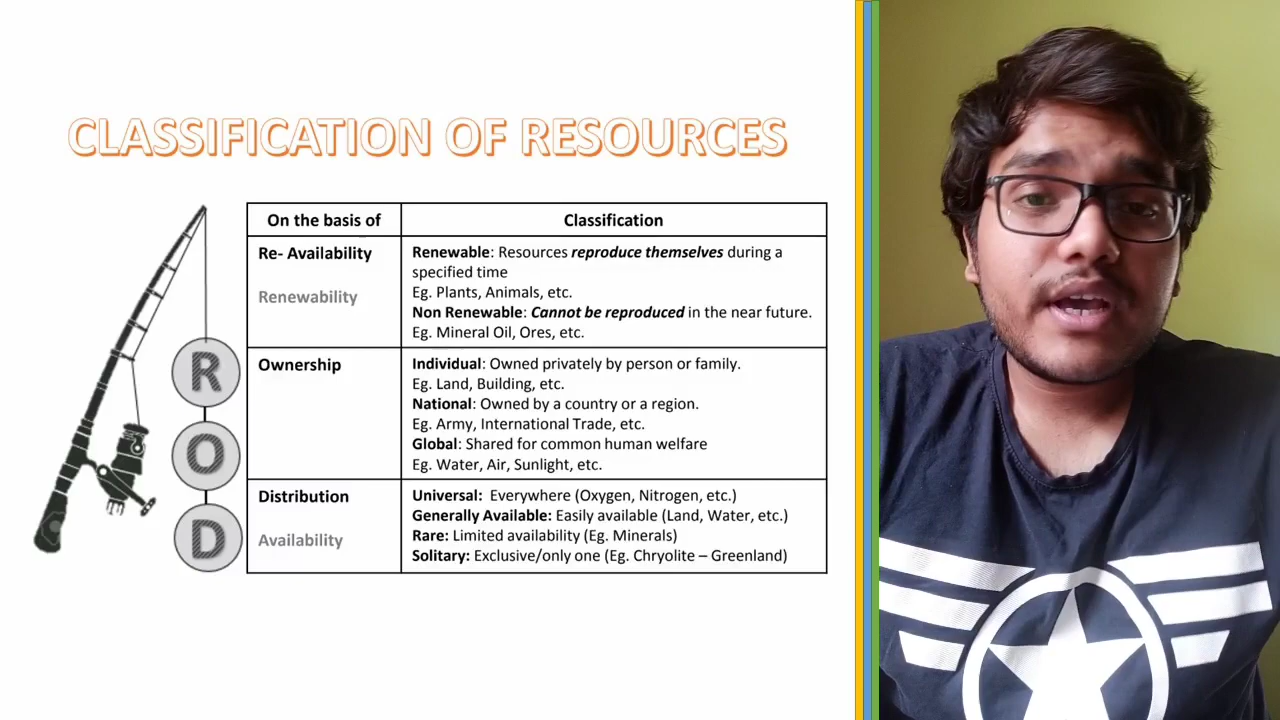 CLASSIFICATION OF RESOURCES
On the basis of
Classification
Re- Availability
Renewability
Renewable: Resources reproduce themselves during a
specified time
Eg. Plants, Animals, etc.
Non Renewable: Cannot be reproduced in the near future.
Eg. Mineral Oil, Ores, etc.
R
Ownership
Individual: Owned privately by person or family.
Eg. Land, Building, etc.
National: Owned by a country or a region.
Eg. Army, International Trade, etc.
Global: Shared for common human welfare
Eg. Water, Air, Sunlight, etc.
O
Distribution
Availability
Universal: Everywhere (Oxygen, Nitrogen, etc.)
Generally Available: Easily available (Land, Water, etc.)
Rare: Limited availability (Eg. Minerals)
Solitary: Exclusive/only one (Eg. Chryolite – Greenland)
D